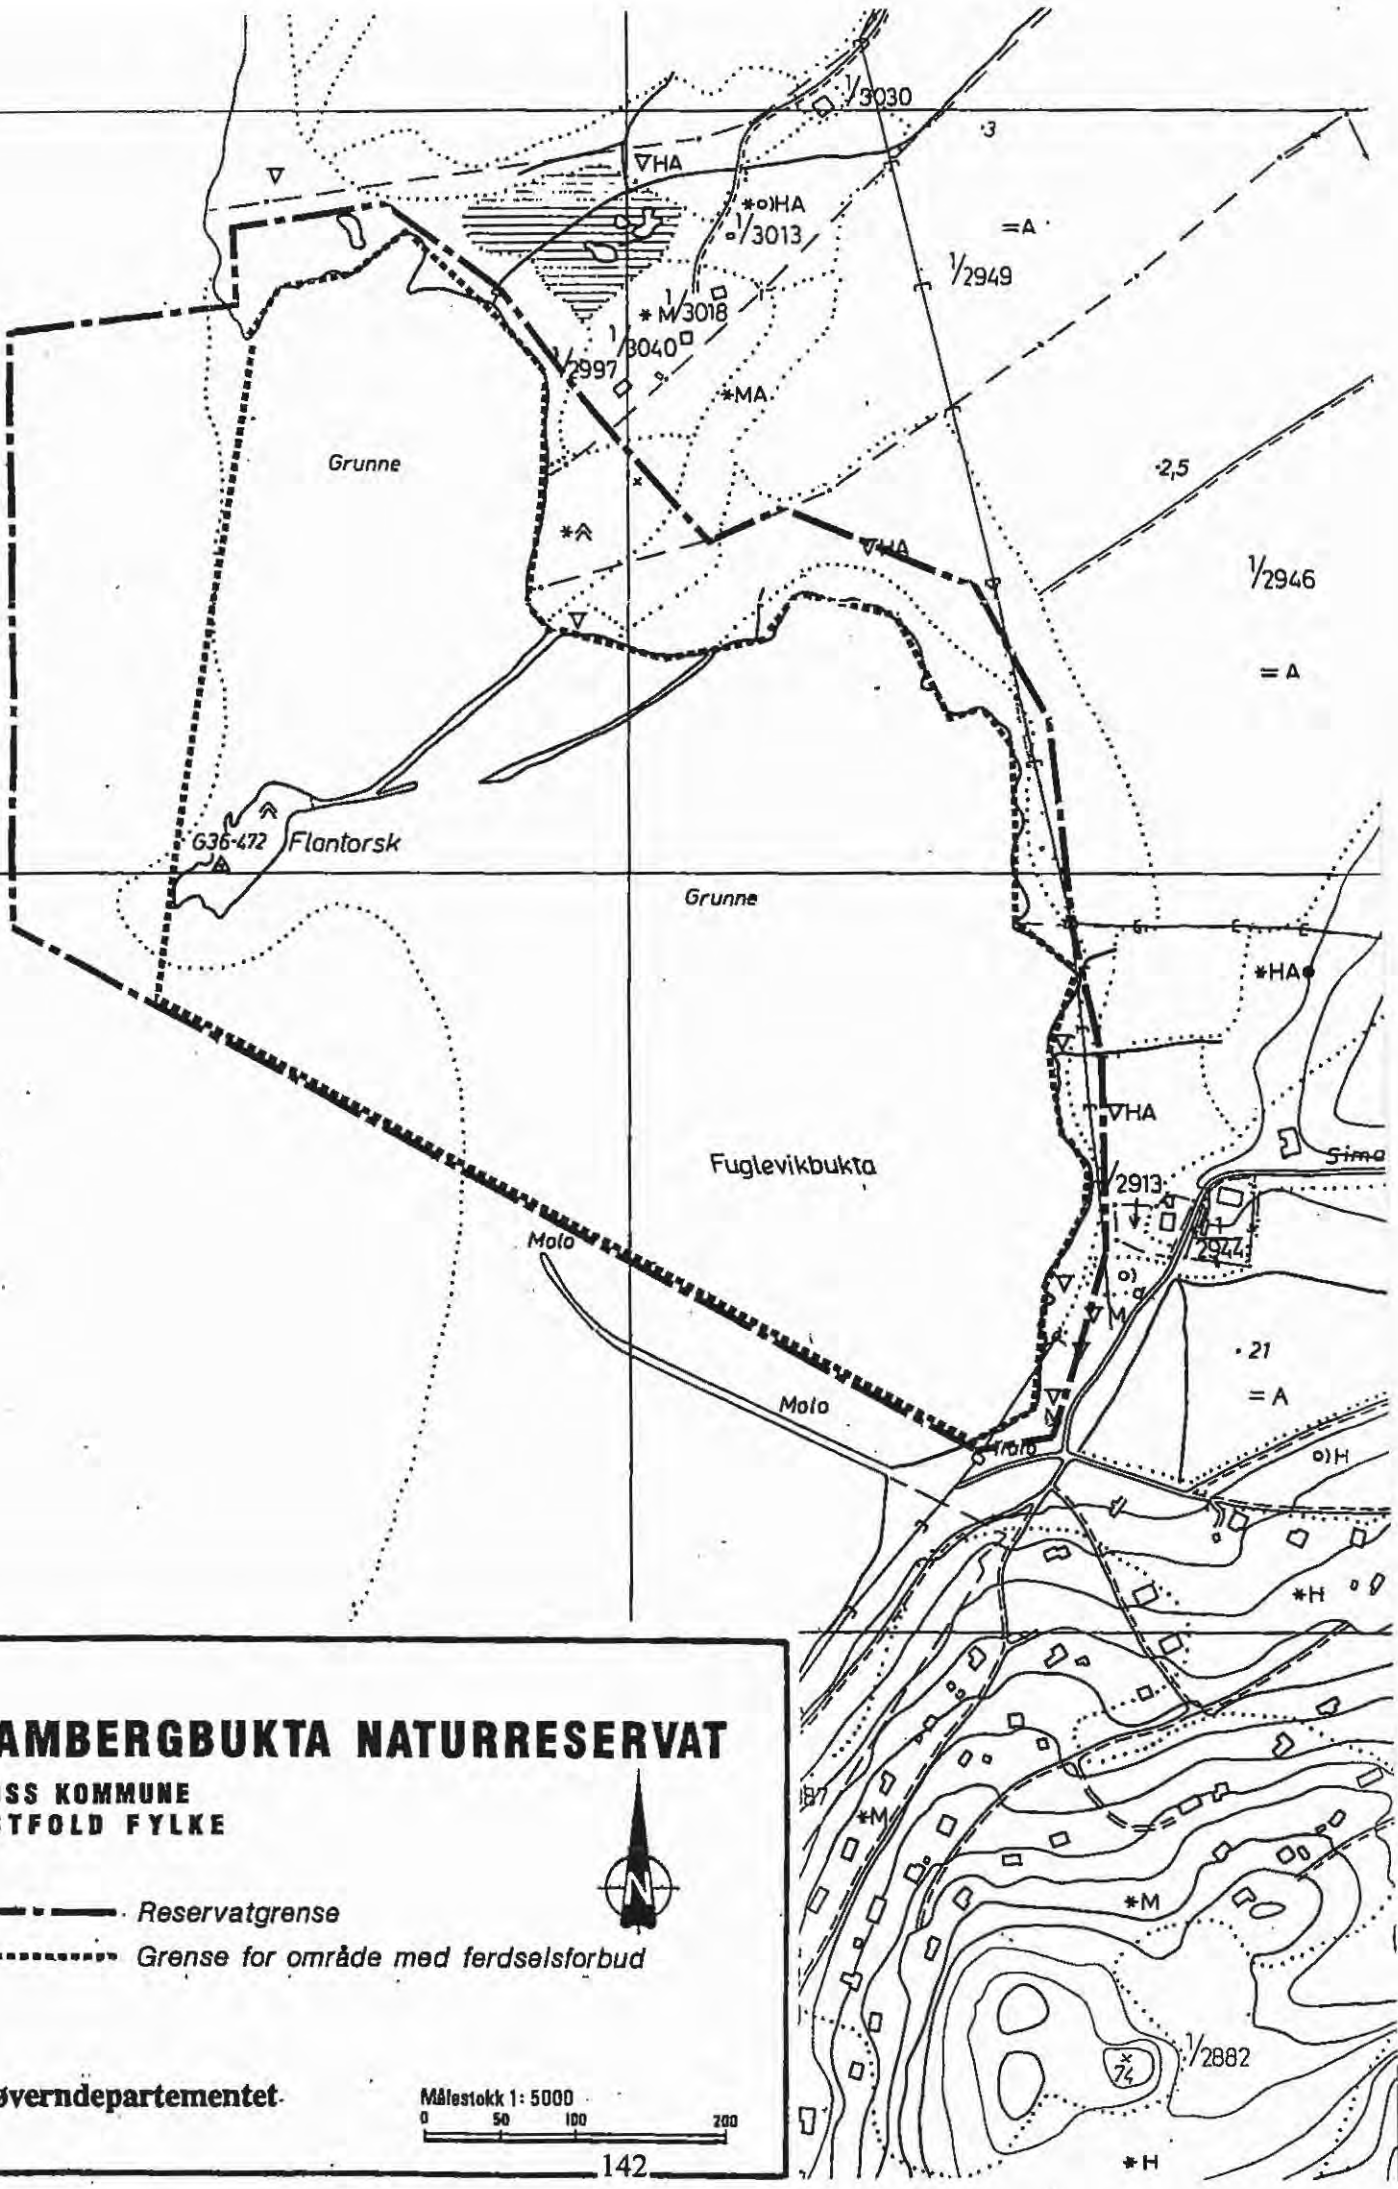 1/3030
·3
▽HA
*o)HA
1/3013
=A
1/2949
1/3018
*M
1/3040
1/2997
*MA
Grunne
·2,5
HA
1/2946
= A
G36-472 Flantorsk
Grunne
*HA
▽HA
Fuglevikbukta
Sima
2913
Molo
2944
M
· 21
= A
Molo
o)H
*H
AMBERGBUKTA NATURRESERVAT
SS KOMMUNE
STFOLD FYLKE
187
*M
N
Reservatgrense
*M
Grense for område med ferdselsforbud
1/2882
74
øverndepartementet
Målestokk 1: 5000
0 50 100 200
142
*H